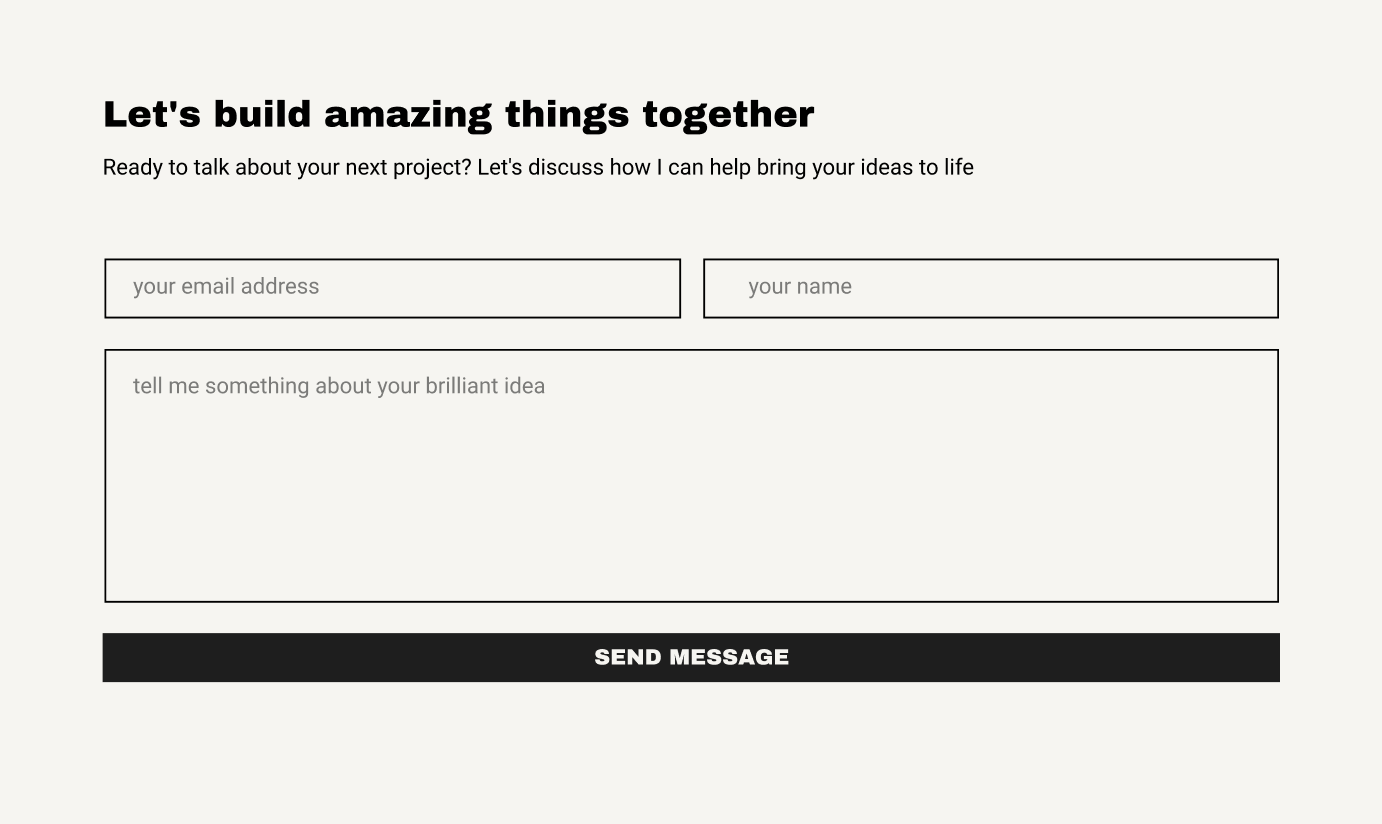 Let's build amazing things together
Ready to talk about your next project? Let's discuss how I can help bring your ideas to life
your email address
your name
tell me something about your brilliant idea
SEND MESSAGE